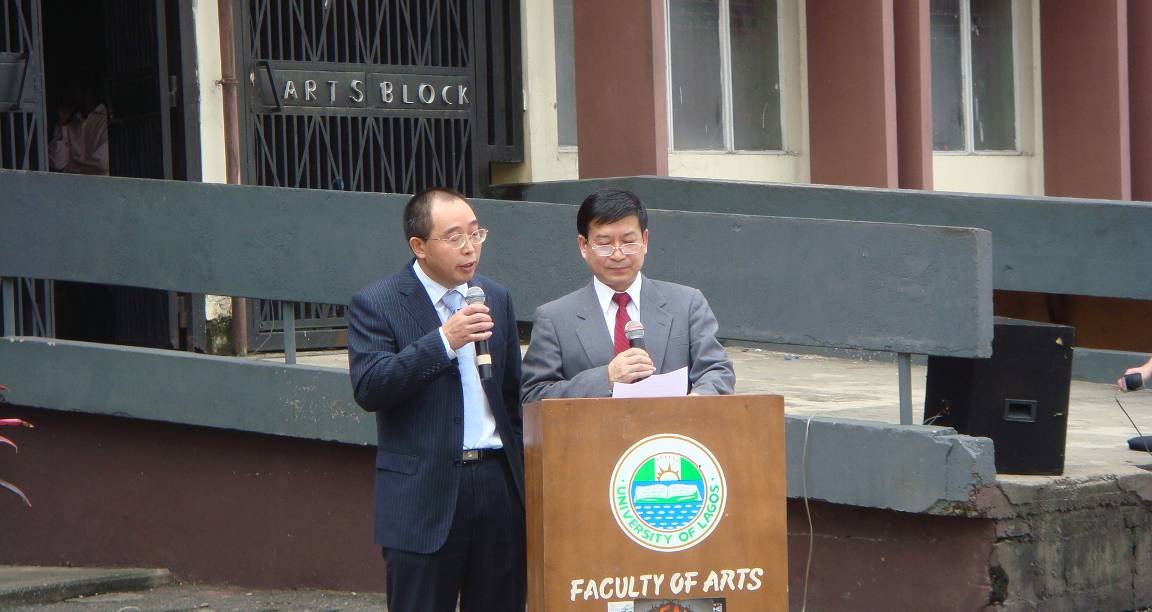 ARTS BLOCK
UNIVERSITY OF LAGOS
FACULTY OF ARTS